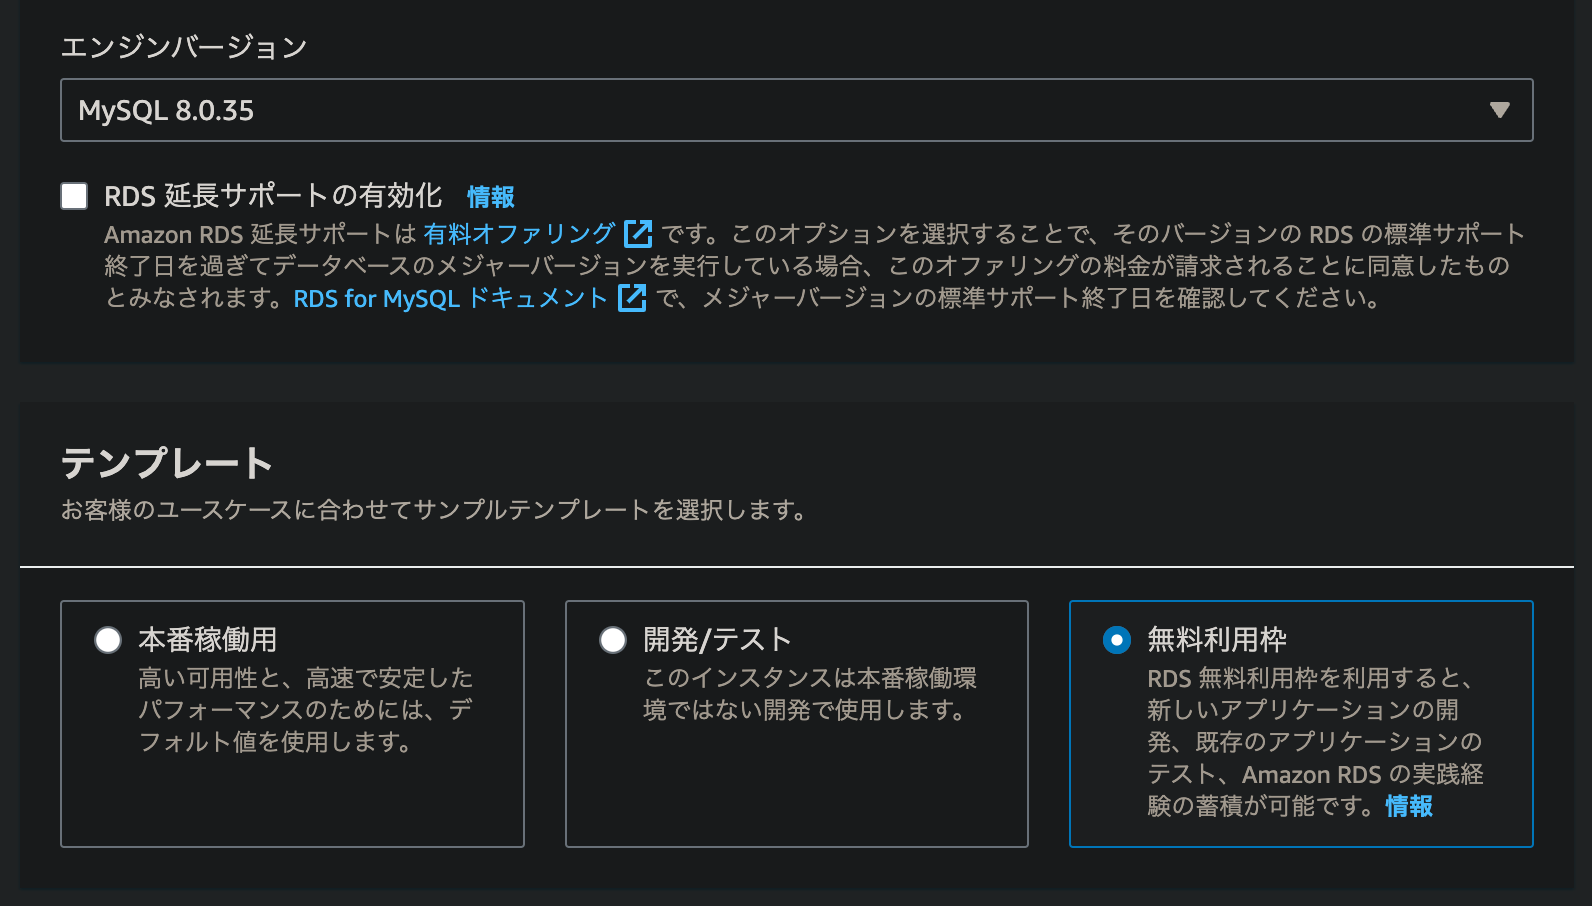 エンジンバージョン
MySQL 8.0.35
RDS 延長サポートの有効化 情報
Amazon RDS 延長サポートは 有料オファリング です。このオプションを選択することで、そのバージョンの RDS の標準サポート
終了日を過ぎてデータベースのメジャーバージョンを実行している場合、このオファリングの料金が請求されることに同意したもの
とみなされます。RDS for MySQL ドキュメント で、メジャーバージョンの標準サポート終了日を確認してください。
テンプレート
お客様のユースケースに合わせてサンプルテンプレートを選択します。
本番稼働用
高い可用性と、高速で安定した
パフォーマンスのためには、デ
フォルト値を使用します。
開発/テスト
このインスタンスは本番稼働環
境ではない開発で使用します。
無料利用枠
RDS 無料利用枠を利用すると、
新しいアプリケーションの開
発、既存のアプリケーションの
テスト、Amazon RDS の実践経
験の蓄積が可能です。情報